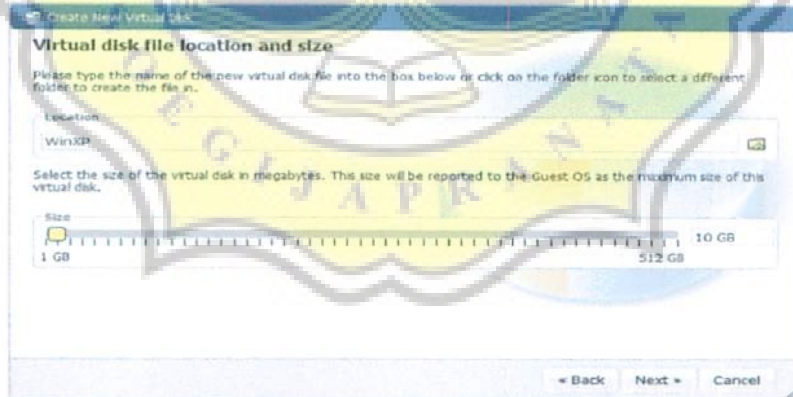 Create New Virtual Disk
Virtual disk file location and size
Please type the name of the new virtual disk file into the box below or click on the folder icon to select a different
folder to create the file in.
Location
WinXP
Select the size of the virtual disk in megabytes. This size will be reported to the Guest OS as the maximum size of this
virtual disk.
Size
10 GB
1 GB
512 GB
« Back
Next »
Cancel
OEGIJAPRANATA